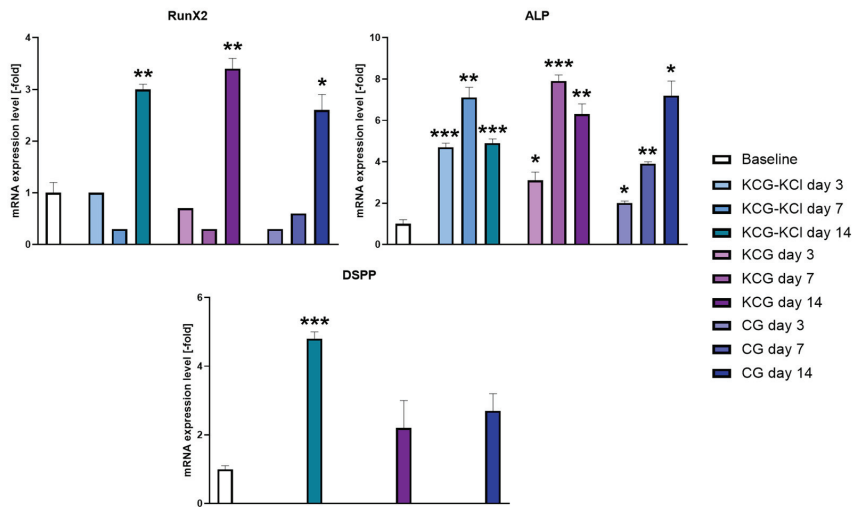 RunX2
mRNA expression level [-fold]
4
3
2
1
0
**
**
*
ALP
mRNA expression level [-fold]
10
8
6
4
2
0
***
**
***
*
***
**
*
**
*
DSPP
mRNA expression level [-fold]
6
4
2
0
***
Baseline
KCG-KCl day 3
KCG-KCl day 7
KCG-KCl day 14
KCG day 3
KCG day 7
KCG day 14
CG day 3
CG day 7
CG day 14